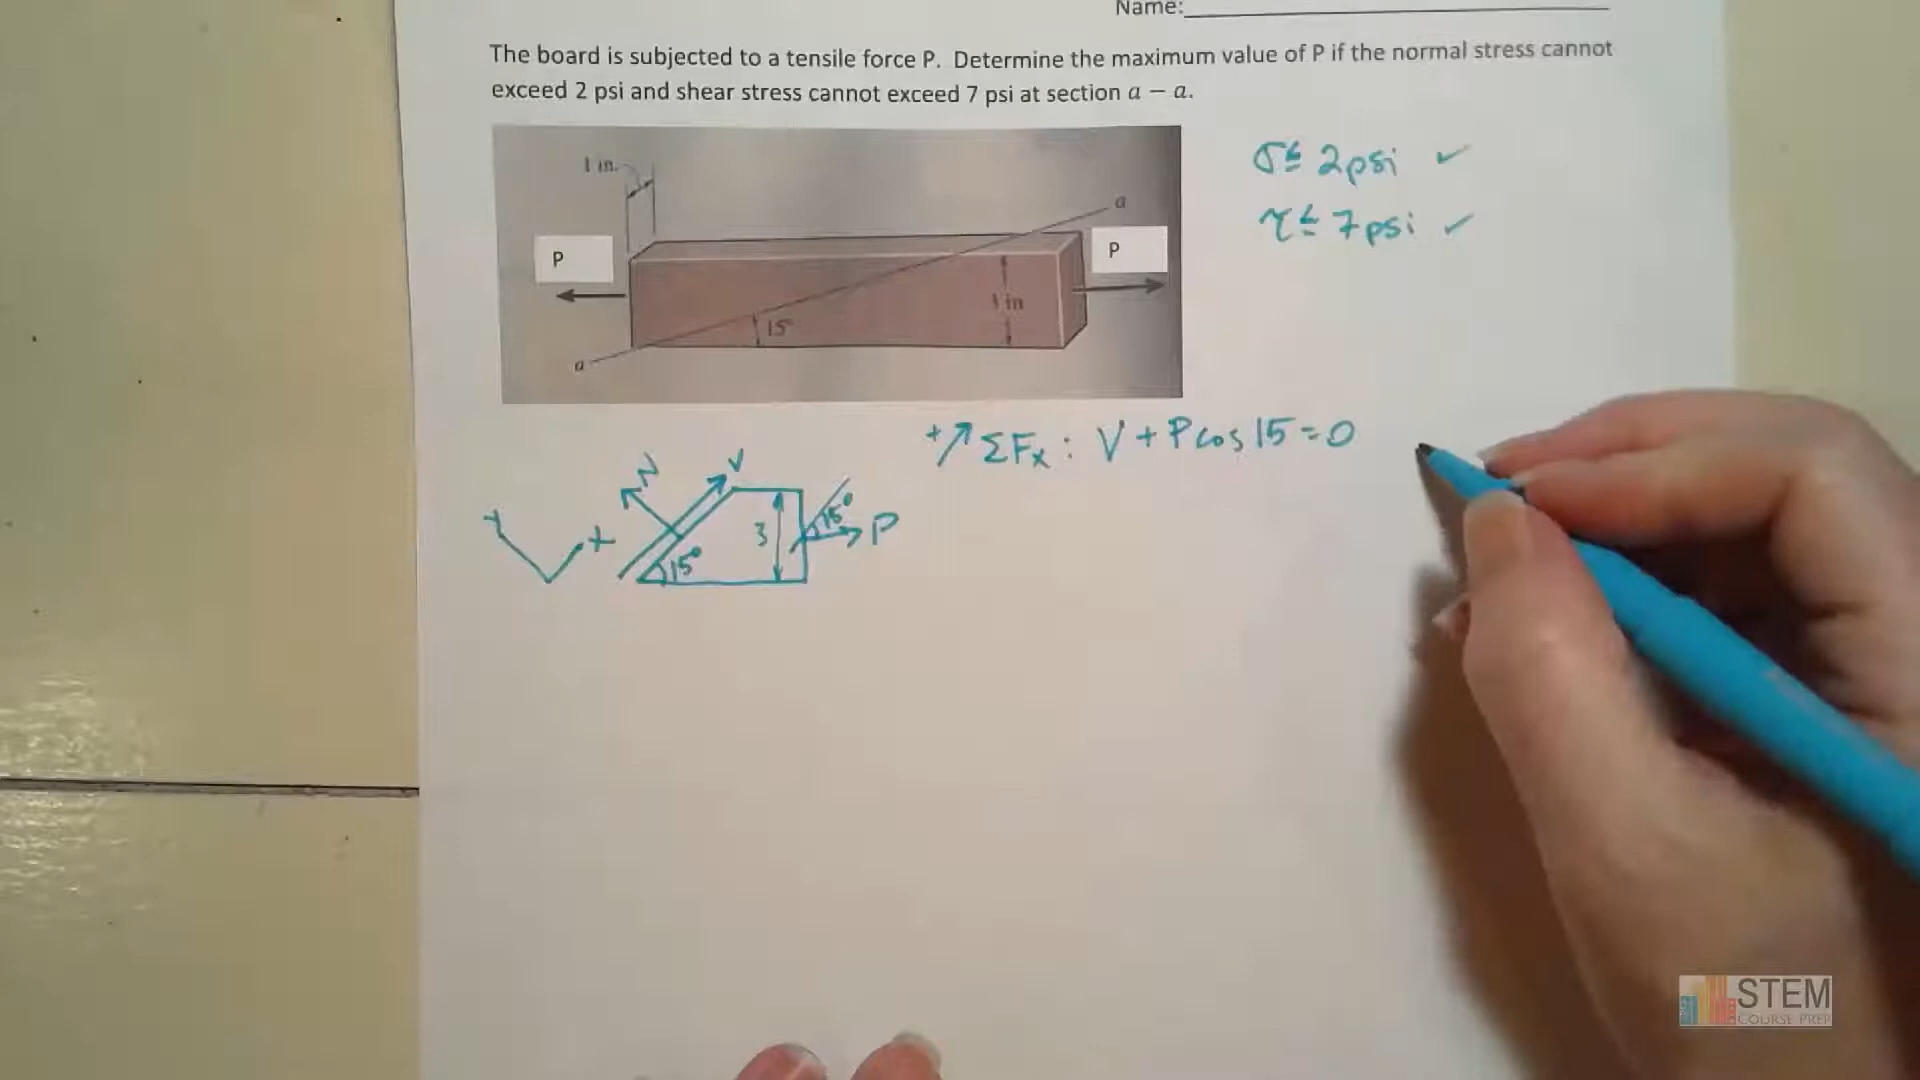 Name:
The board is subjected to a tensile force P. Determine the maximum value of P if the normal stress cannot
exceed 2 psi and shear stress cannot exceed 7 psi at section a – a.
1 in.
a
P
P
in
15°
a
σ ≤ 2psi ✓
τ ≤ 7psi ✓
+↗ ΣFx : V + P cos 15 = 0
N
V
15°
P
3
15°
Y
x
STEM
COURSE PREP